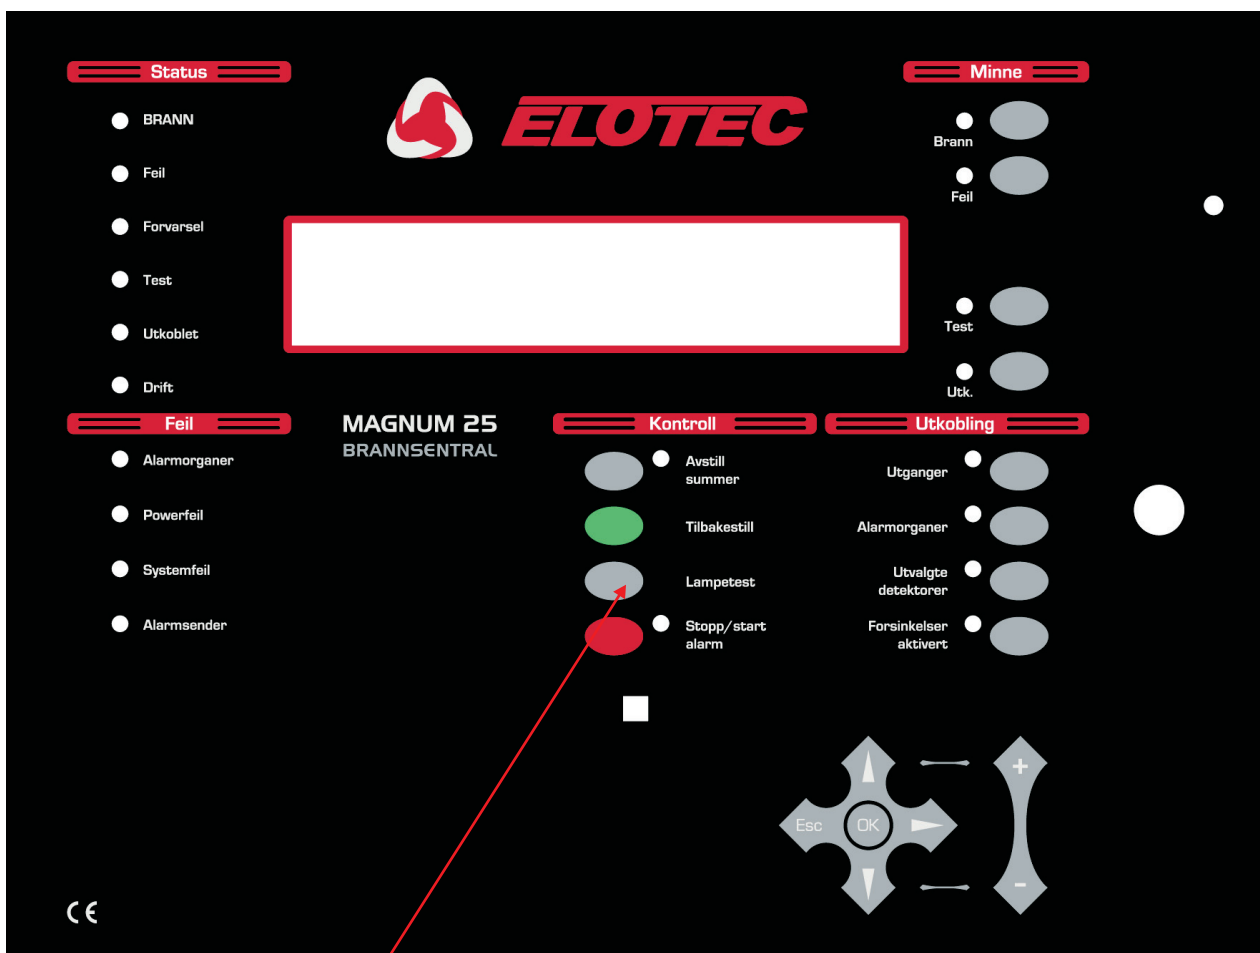 Status
BRANN
Feil
Forvarsel
Test
Utkoblet
Drift
ELOTEC
Minne
Brann
Feil
Test
Utk.
Feil
Alarmorganer
Powerfeil
Systemfeil
Alarmsender
MAGNUM 25
BRANNSENTRAL
Kontroll
Avstill
summer
Tilbakestill
Lampetest
Stopp/start
alarm
Utkobling
Utganger
Alarmorganer
Utvalgte
detektorer
Forsinkelser
aktivert
+
Esc
OK
-
CE